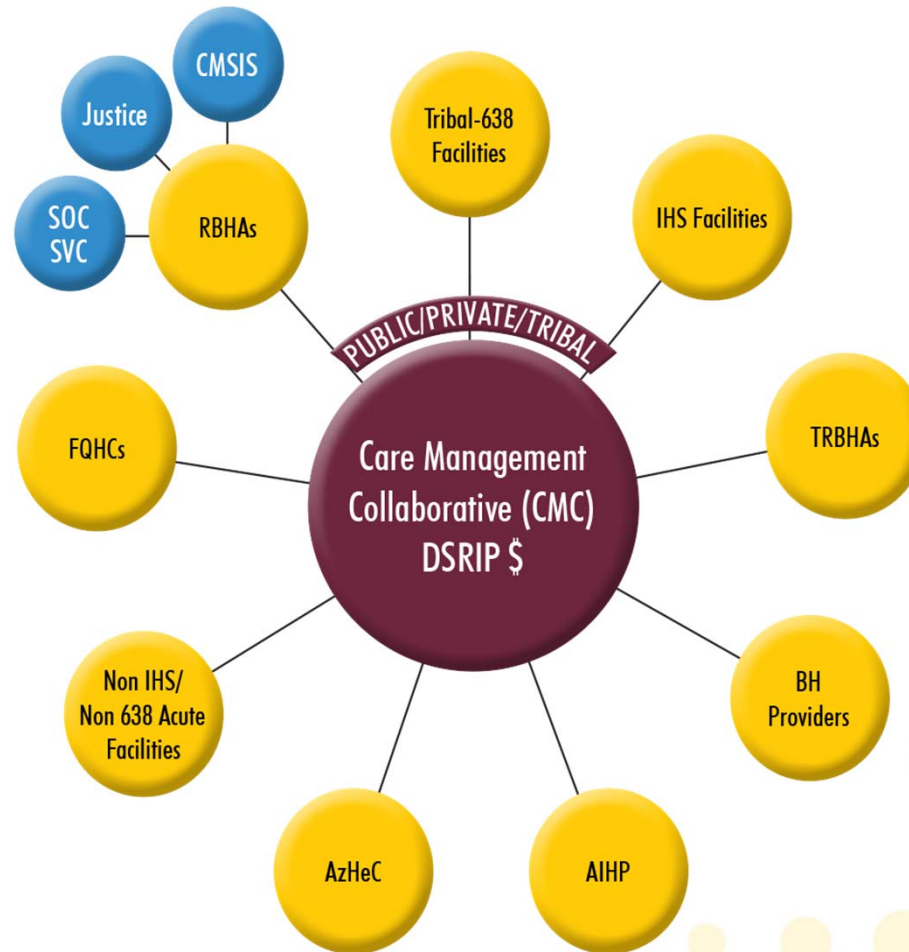 CMSIS
Justice
SOC
SVC
RBHAs
Tribal-638
Facilities
IHS Facilities
PUBLIC/PRIVATE/TRIBAL
Care Management
Collaborative (CMC)
DSRIP $
FQHCs
TRBHAs
Non IHS/
Non 638 Acute
Facilities
BH
Providers
AzHeC
AIHP